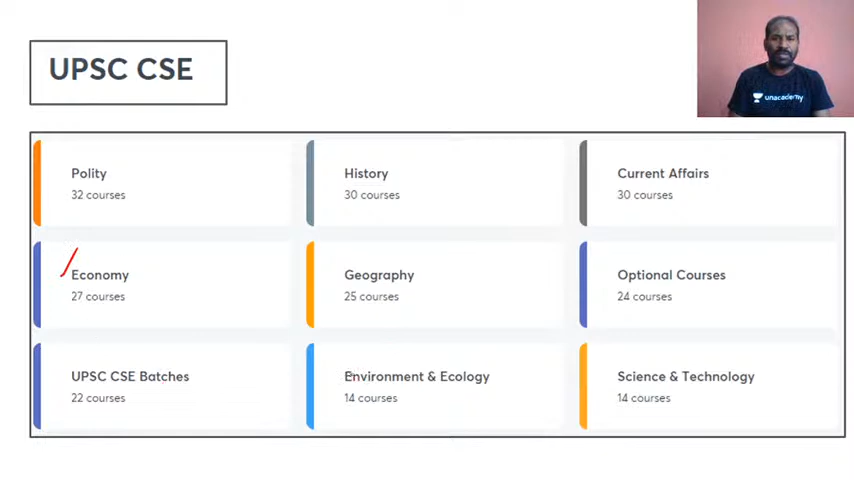 UPSC CSE
unacademy
Polity
32 courses
History
30 courses
Current Affairs
30 courses
Economy
27 courses
Geography
25 courses
Optional Courses
24 courses
UPSC CSE Batches
22 courses
Environment & Ecology
14 courses
Science & Technology
14 courses